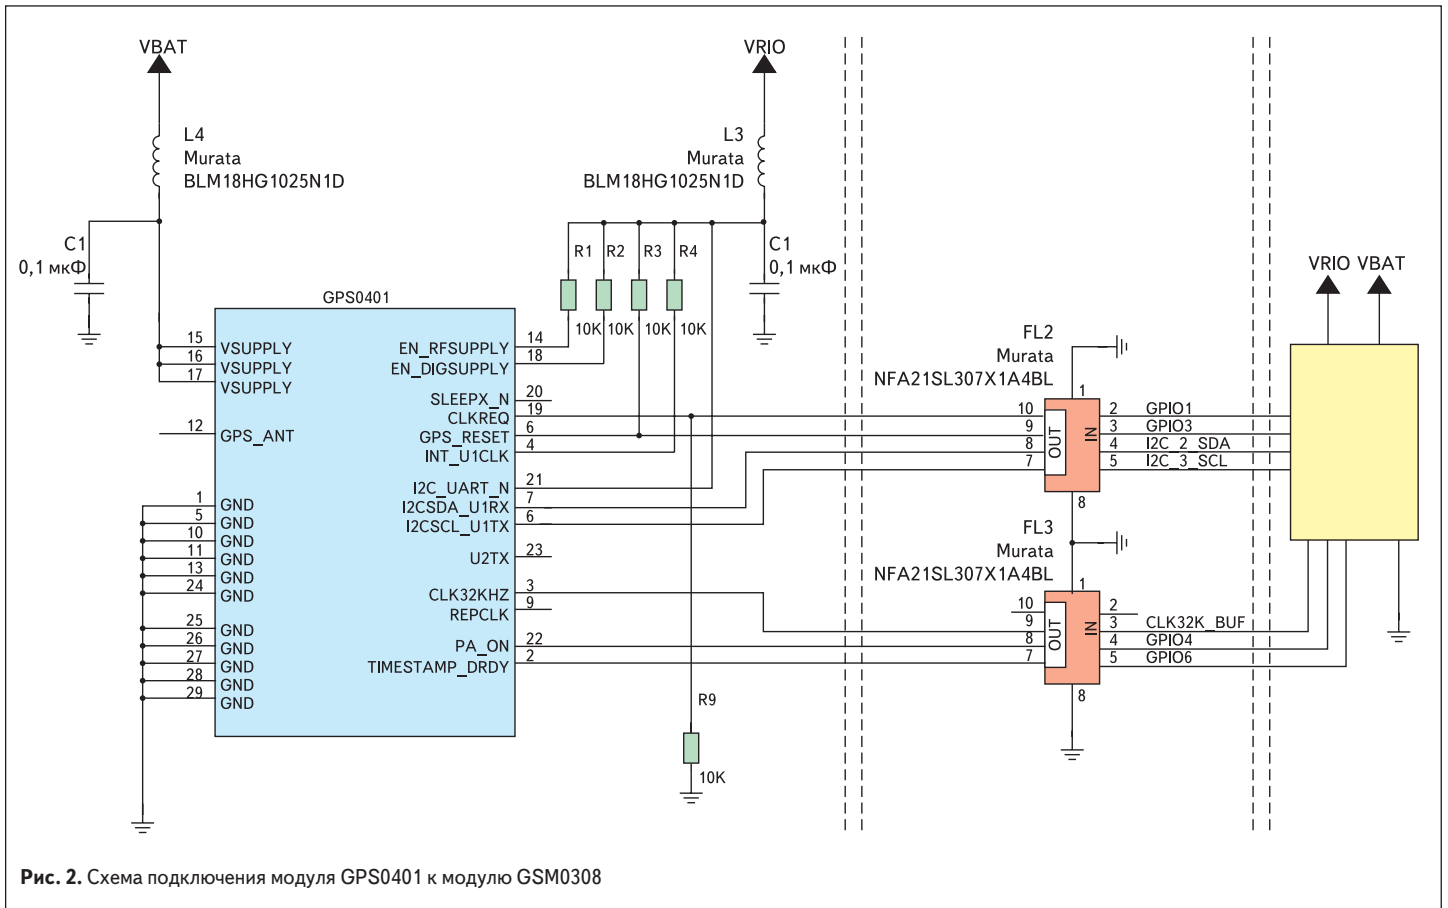 VBAT
VRIO
L4
Murata
BLM18HG1025N1D
L3
Murata
BLM18HG1025N1D
C1
0,1 мкФ
R1
R2
R3
R4
C1
0,1 мкФ
10K
10K
10K
10K
GPS0401
15
VSUPPLY
16
VSUPPLY
17
VSUPPLY
12
GPS_ANT
1
GND
5
GND
10
GND
11
GND
13
GND
24
GND
25
GND
26
GND
27
GND
28
GND
29
GND
EN_RFSUPPLY
14
EN_DIGSUPPLY
18
SLEEPX_N
20
CLKREQ
19
GPS_RESET
6
INT_U1CLK
4
I2C_UART_N
21
I2CSDA_U1RX
7
I2CSCL_U1TX
6
U2TX
23
CLK32KHZ
3
REPCLK
9
PA_ON
22
TIMESTAMP_DRDY
2
R9
10K
FL2
Murata
NFA21SL307X1A4BL
1
10
9
8
7
OUT
IN
2
GPIO1
3
GPIO3
4
I2C_2_SDA
5
I2C_3_SCL
8
FL3
Murata
NFA21SL307X1A4BL
1
10
9
8
7
OUT
IN
2
3
CLK32K_BUF
4
GPIO4
5
GPIO6
8
VRIO
VBAT
Рис. 2. Схема подключения модуля GPS0401 к модулю GSM0308